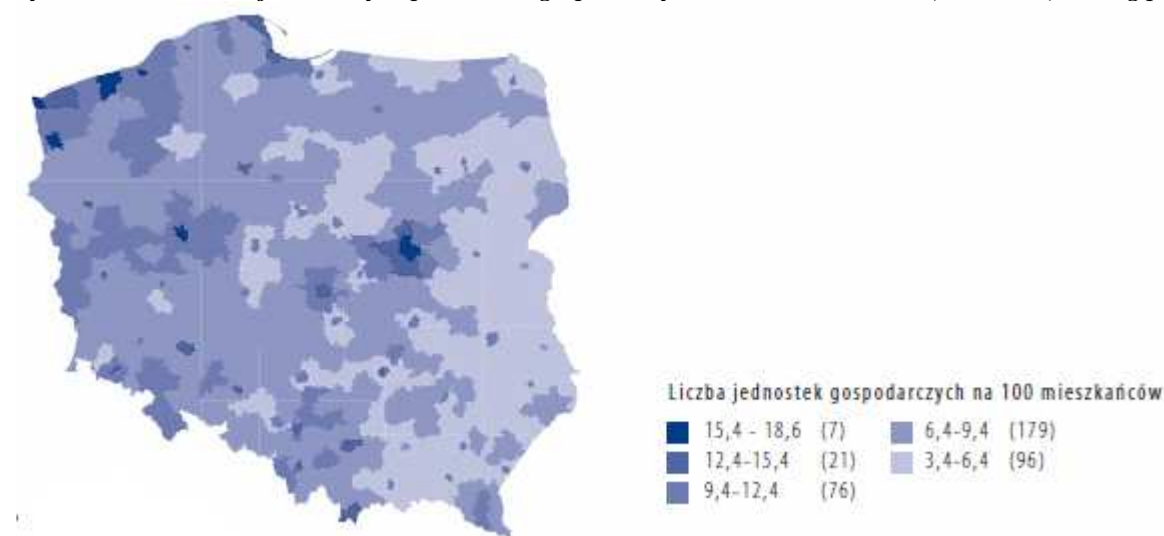 Liczba jednostek gospodarczych na 100 mieszkańców
15,4 - 18,6 (7)
12,4-15,4 (21)
9,4-12,4 (76)
6,4-9,4 (179)
3,4-6,4 (96)